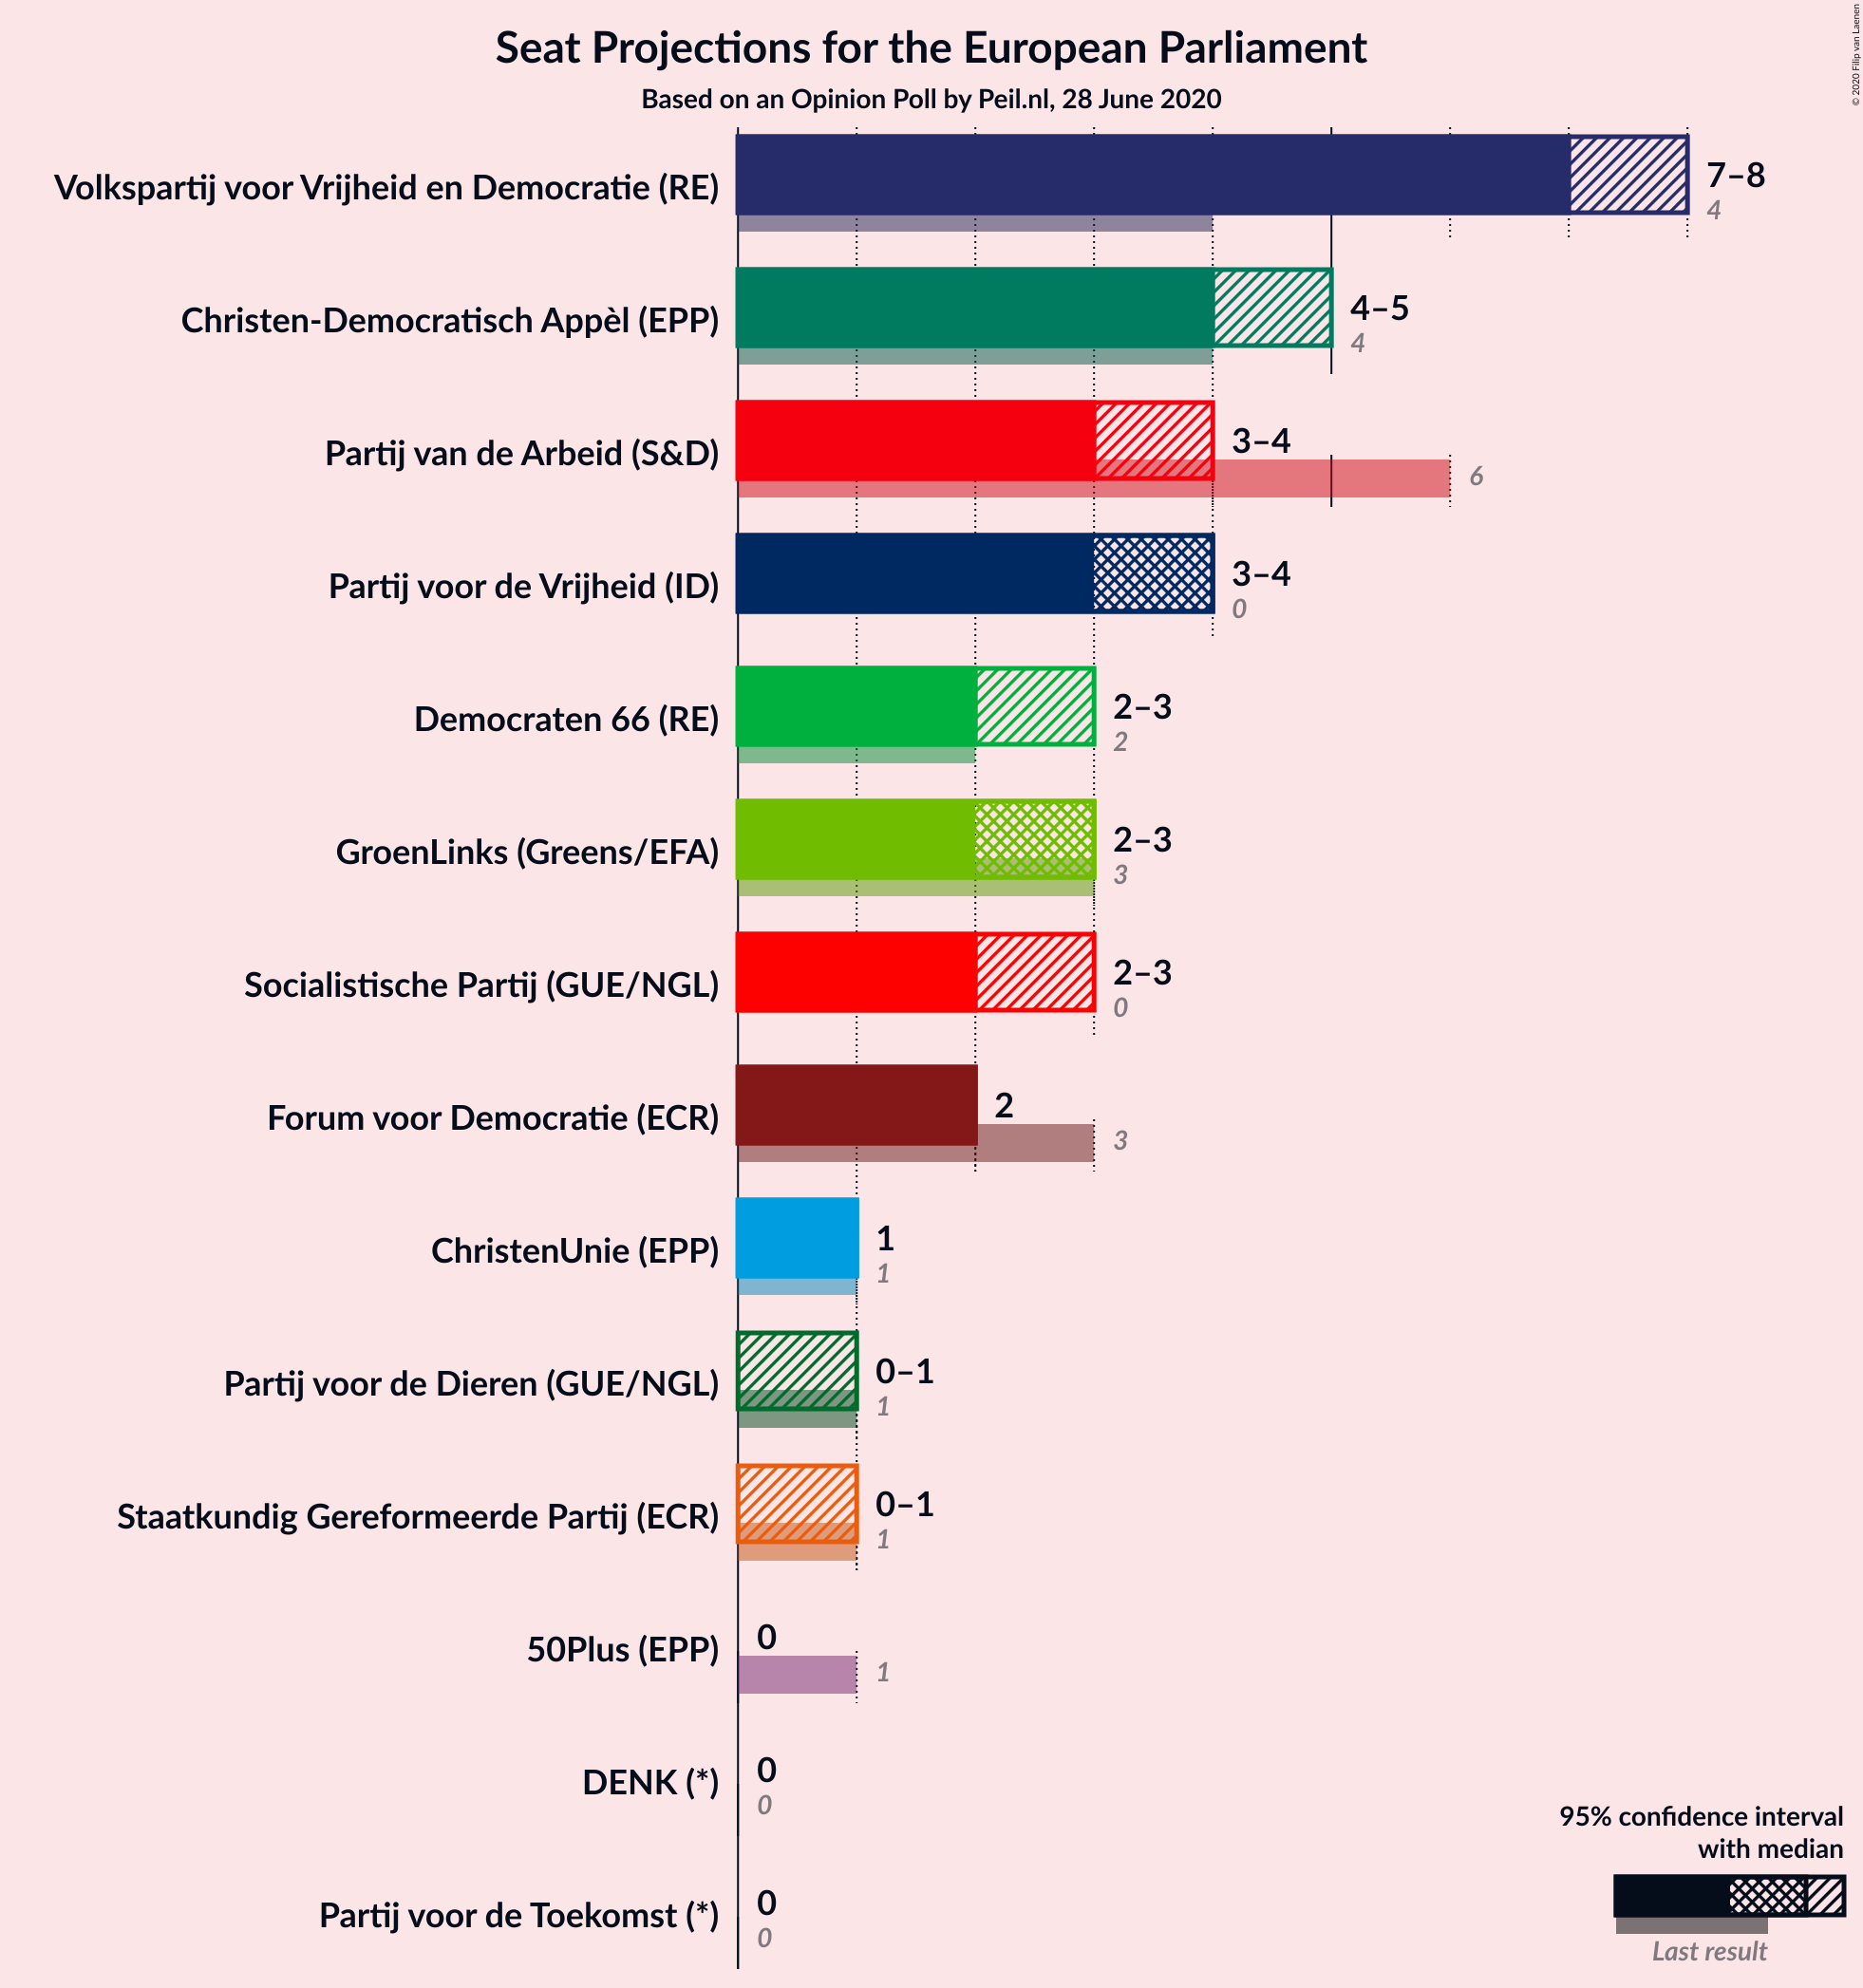 Seat Projections for the European Parliament
Based on an Opinion Poll by Peil.nl, 28 June 2020
© 2020 Filip van Laenen
Volkspartij voor Vrijheid en Democratie (RE)
7–8
4
Christen-Democratisch Appèl (EPP)
4–5
4
Partij van de Arbeid (S&D)
3–4
6
Partij voor de Vrijheid (ID)
3–4
0
Democraten 66 (RE)
2–3
2
GroenLinks (Greens/EFA)
2–3
3
Socialistische Partij (GUE/NGL)
2–3
0
Forum voor Democratie (ECR)
2
3
ChristenUnie (EPP)
1
1
Partij voor de Dieren (GUE/NGL)
0–1
1
Staatkundig Gereformeerde Partij (ECR)
0–1
1
50Plus (EPP)
0
1
DENK (*)
0
0
Partij voor de Toekomst (*)
0
0
95% confidence interval
with median
Last result